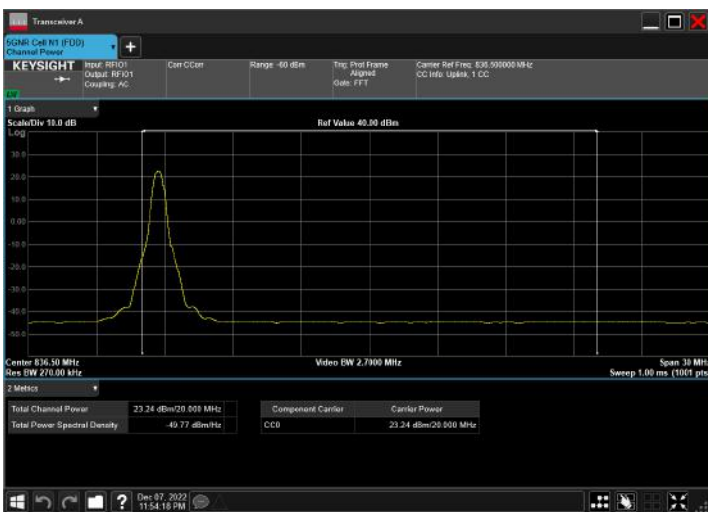 Transceiver A
5GNR Cell N1 (FDD)
Channel Power
KEYSIGHT
Input: RFIO1
Output: RFIO1
Coupling: AC
Corr CCorr
Range: -60 dBm
Trig: Prot Frame
Aligned
Gate: FFT
Carrier Ref Freq: 836.500000 MHz
CC Info: Uplink, 1 CC
1 Graph
Scale/Div 10.0 dB
Ref Value 40.00 dBm
Log
30.0
20.0
10.0
0.00
-10.0
-20.0
-30.0
-40.0
-50.0
Center 836.50 MHz
Video BW 2.7000 MHz
Span 30 MHz
Res BW 270.00 kHz
Sweep 1.00 ms (1001 pts
2 Metrics
Total Channel Power 23.24 dBm/20.000 MHz
Total Power Spectral Density -49.77 dBm/Hz
Component Carrier Carrier Power
CC0 23.24 dBm/20.000 MHz
?
Dec 07, 2022
11:54:18 PM